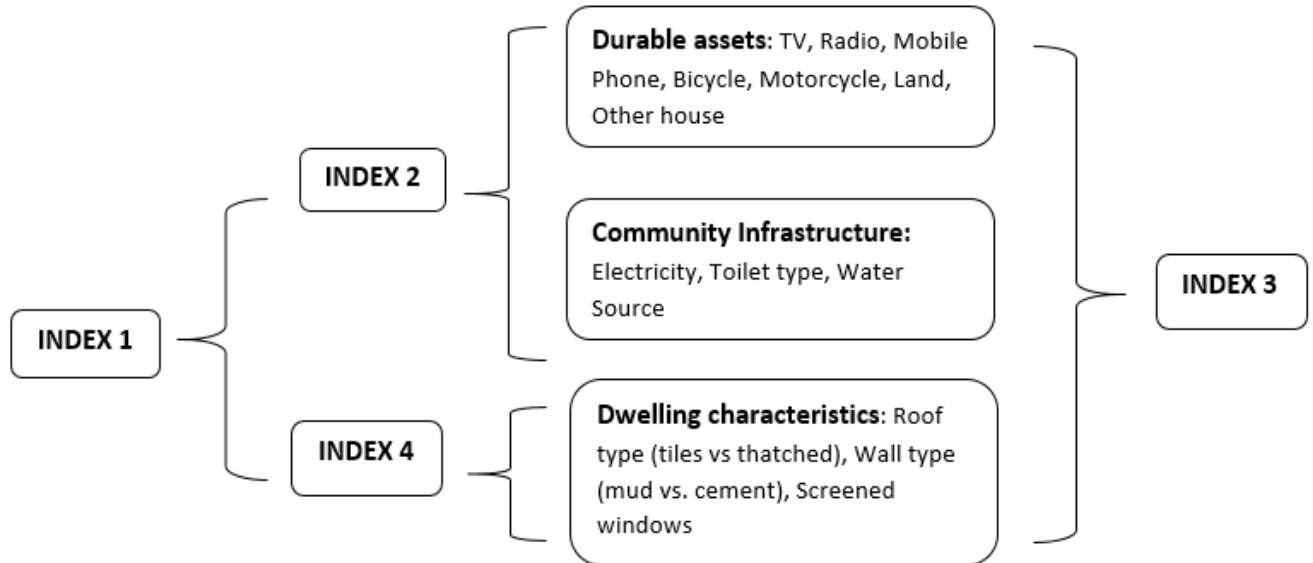 Durable assets: TV, Radio, Mobile
Phone, Bicycle, Motorcycle, Land,
Other house
INDEX 2
Community Infrastructure:
Electricity, Toilet type, Water
Source
INDEX 3
INDEX 1
Dwelling characteristics: Roof
type (tiles vs thatched), Wall type
(mud vs. cement), Screened
windows
INDEX 4